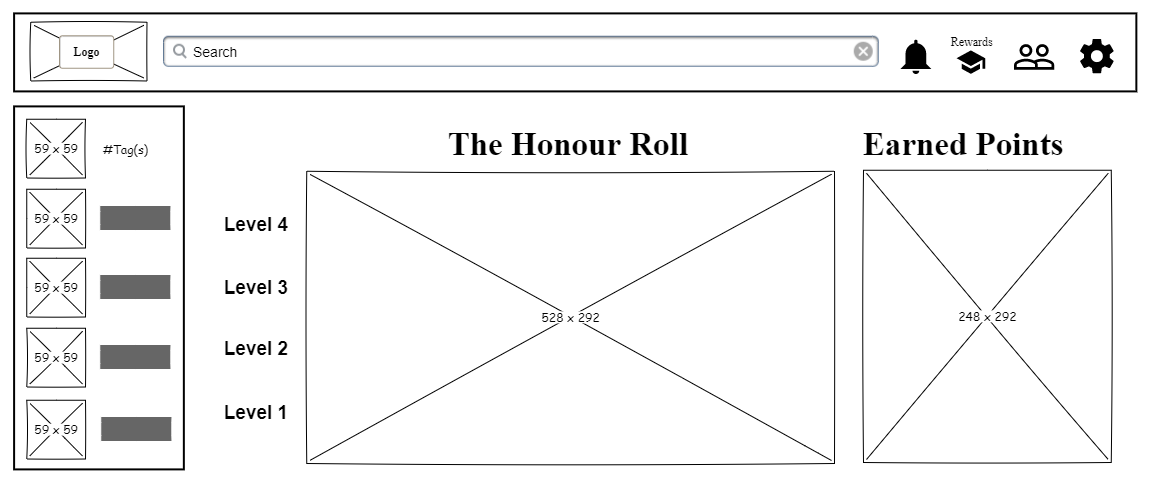 Logo
Search
Rewards
59 x 59
#Tag(s)
59 x 59
59 x 59
59 x 59
59 x 59
The Honour Roll
Level 4
Level 3
Level 2
Level 1
528 x 292
Earned Points
248 x 292